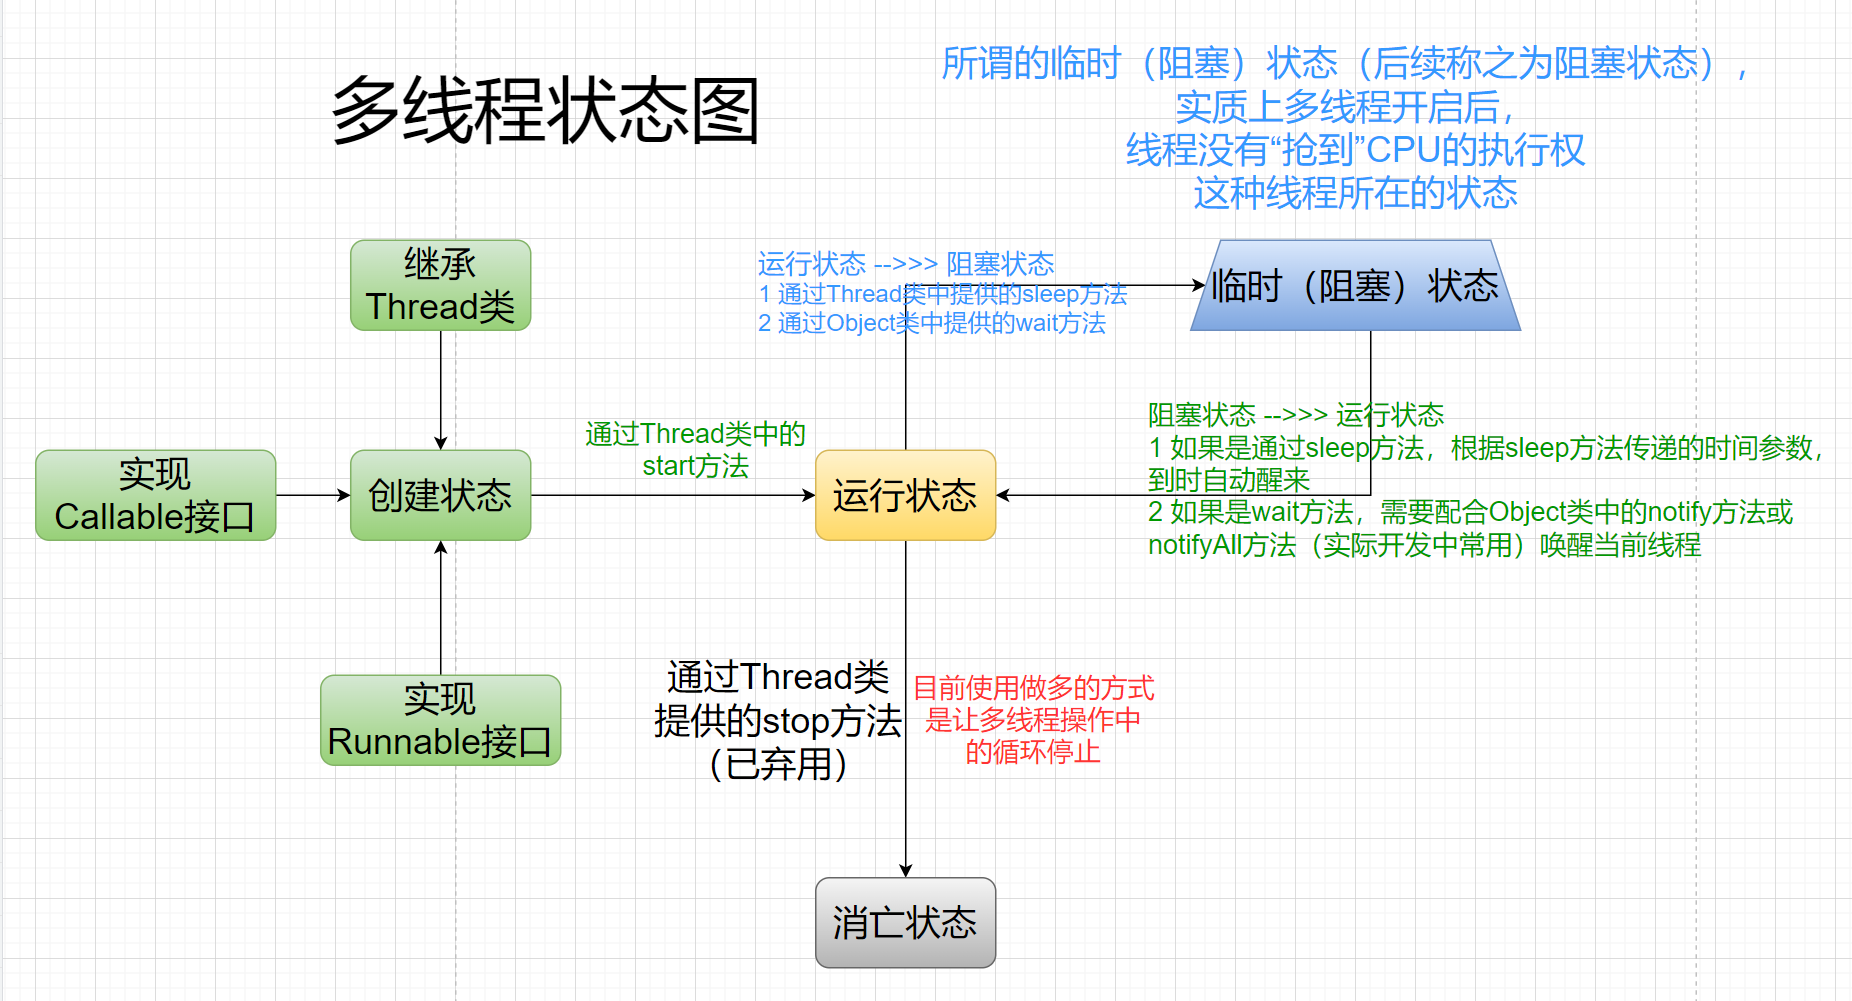 多线程状态图
所谓的临时（阻塞）状态（后续称之为阻塞状态），
实质上多线程开启后，
线程没有“抢到”CPU的执行权
这种线程所在的状态
继承
Thread类
运行状态 -->>> 阻塞状态
1 通过Thread类中提供的sleep方法
2 通过Object类中提供的wait方法
临时（阻塞）状态
实现
Callable接口
创建状态
通过Thread类中的
start方法
运行状态
阻塞状态 -->>> 运行状态
1 如果是通过sleep方法，根据sleep方法传递的时间参数，
到时自动醒来
2 如果是wait方法，需要配合Object类中的notify方法或
notifyAll方法（实际开发中常用）唤醒当前线程
实现
Runnable接口
通过Thread类
提供的stop方法
（已弃用）
目前使用做多的方式
是让多线程操作中
的循环停止
消亡状态